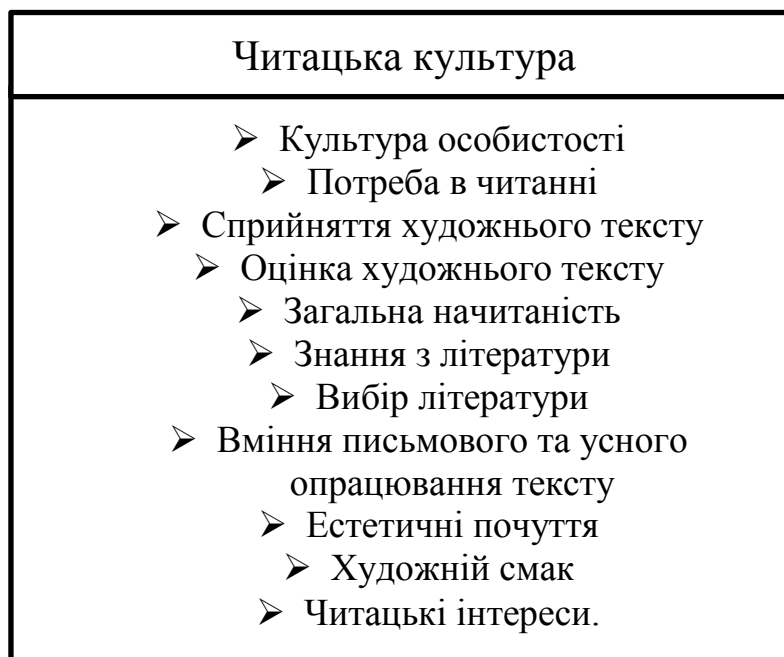 Читацька культура
➢ Культура особистості
➢ Потреба в читанні
➢ Сприйняття художнього тексту
➢ Оцінка художнього тексту
➢ Загальна начитаність
➢ Знання з літератури
➢ Вибір літератури
➢ Вміння письмового та усного
опрацювання тексту
➢ Естетичні почуття
➢ Художній смак
➢ Читацькі інтереси.